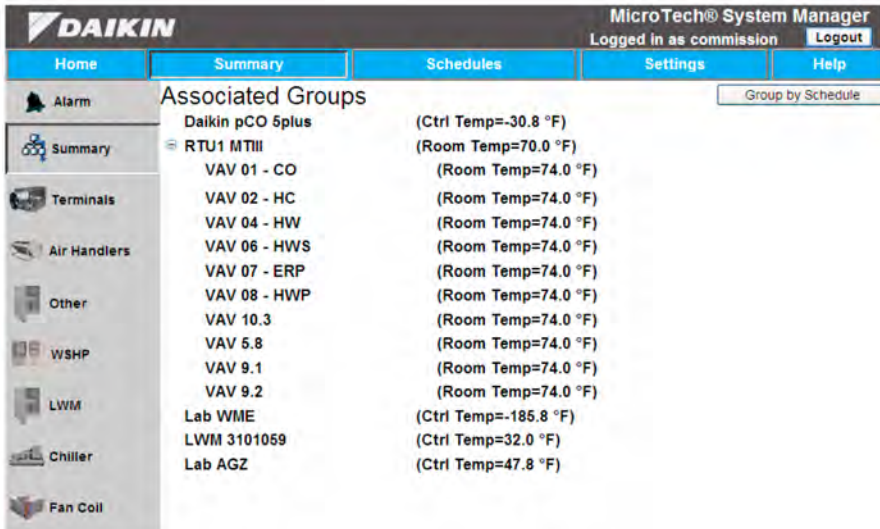 DAIKIN
MicroTech® System Manager
Logged in as commission Logout
Home Summary Schedules Settings Help
Alarm
Summary
Terminals
Air Handlers
Other
WSHP
LWM
Chiller
Fan Coil
Associated Groups
Group by Schedule
Daikin pCO 5plus (Ctrl Temp=-30.8 °F)
RTU1 MTIII (Room Temp=70.0 °F)
VAV 01 - CO (Room Temp=74.0 °F)
VAV 02 - HC (Room Temp=74.0 °F)
VAV 04 - HW (Room Temp=74.0 °F)
VAV 06 - HWS (Room Temp=74.0 °F)
VAV 07 - ERP (Room Temp=74.0 °F)
VAV 08 - HWP (Room Temp=74.0 °F)
VAV 10.3 (Room Temp=74.0 °F)
VAV 5.8 (Room Temp=74.0 °F)
VAV 9.1 (Room Temp=74.0 °F)
VAV 9.2 (Room Temp=74.0 °F)
Lab WME (Ctrl Temp=-185.8 °F)
LWM 3101059 (Ctrl Temp=32.0 °F)
Lab AGZ (Ctrl Temp=47.8 °F)